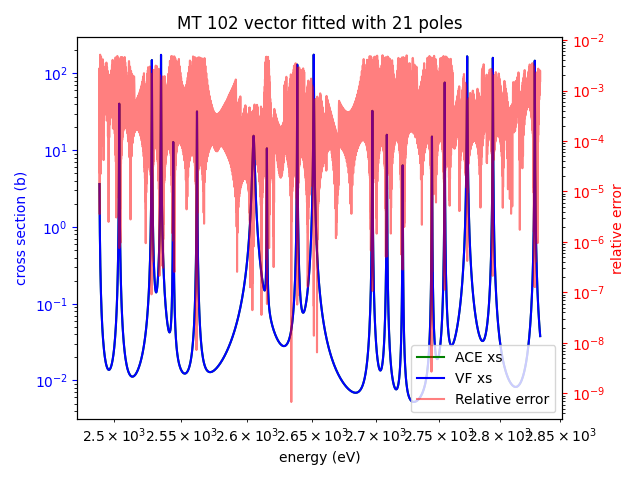 MT 102 vector fitted with 21 poles
10²
10¹
10⁰
10⁻¹
10⁻²
cross section (b)
10⁻²
10⁻³
10⁻⁴
10⁻⁵
10⁻⁶
10⁻⁷
10⁻⁸
10⁻⁹
relative error
ACE xs
VF xs
Relative error
2.5 × 10³ 2.55 × 10³ 2.6 × 10³ 2.65 × 10³ 2.7 × 10³ 2.75 × 10³ 2.8 × 10³ 2.85 × 10³
energy (eV)